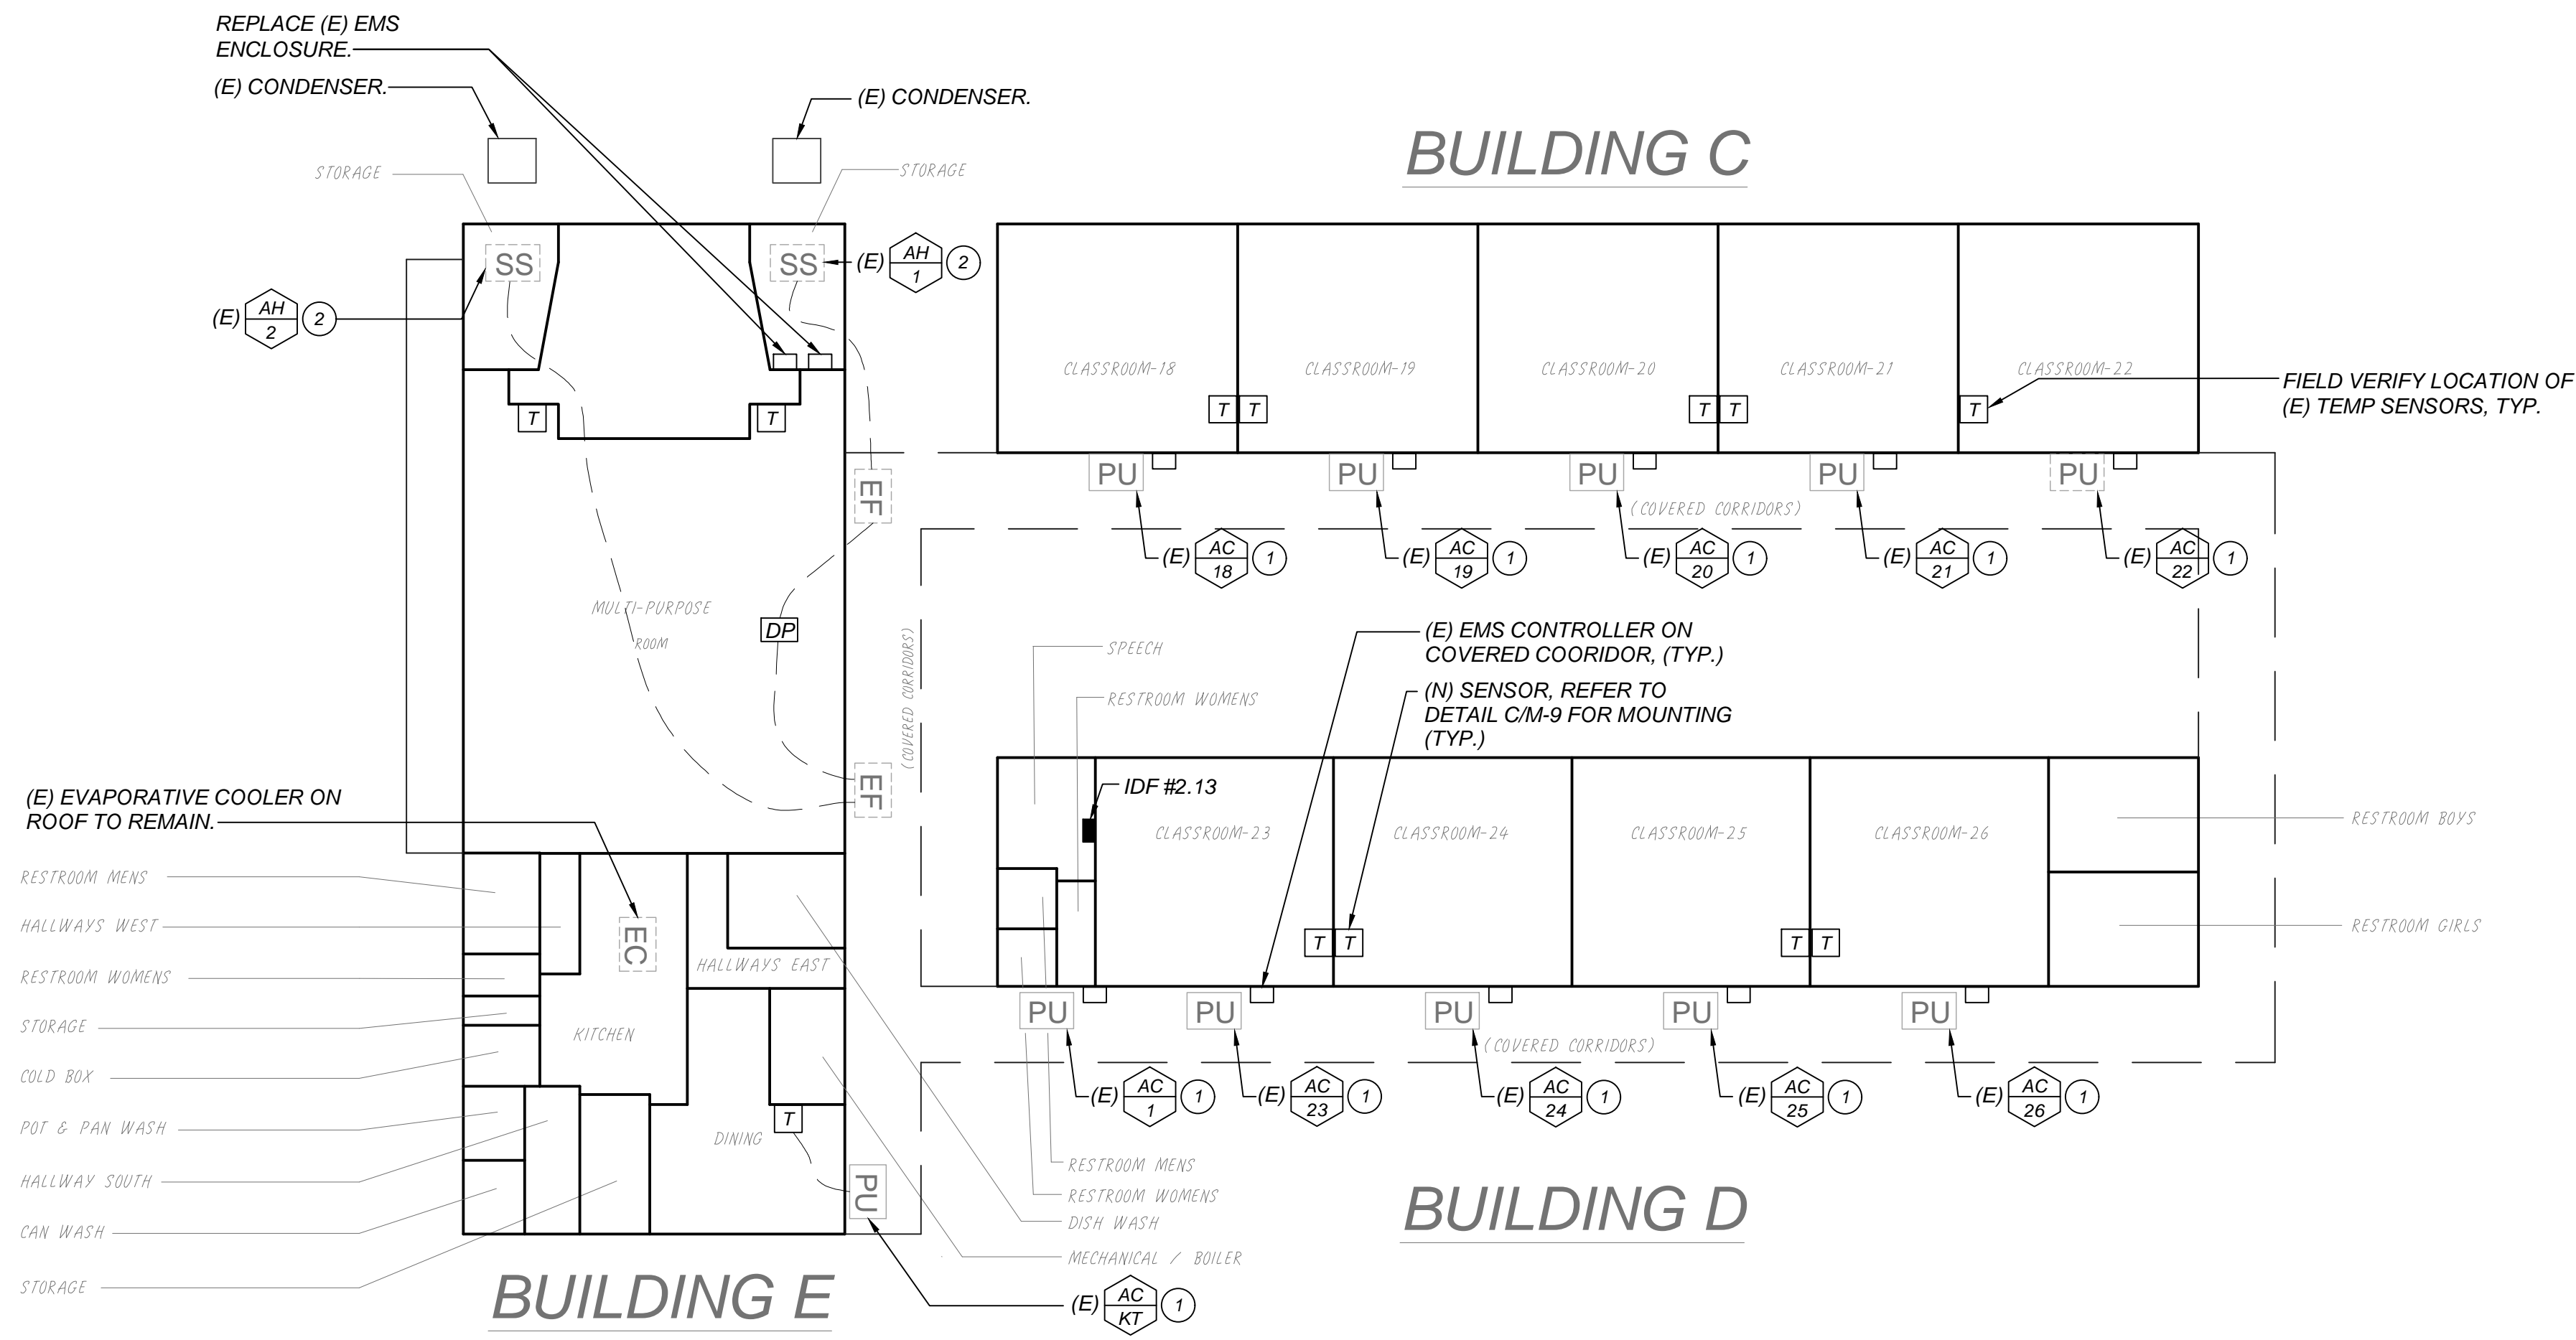 REPLACE (E) EMS
ENCLOSURE.
(E) CONDENSER.
(E) CONDENSER.
STORAGE
STORAGE
BUILDING C
SS
SS
(E) AH 1 2
(E) AH 2 2
CLASSROOM-18
CLASSROOM-19
CLASSROOM-20
CLASSROOM-21
CLASSROOM-22
FIELD VERIFY LOCATION OF
(E) TEMP SENSORS, TYP.
T
T
T
T
T
T
T
PU
PU
PU
PU
PU
EF
(COVERED CORRIDORS)
(E) AC 18 1
(E) AC 19 1
(E) AC 20 1
(E) AC 21 1
(E) AC 22 1
MULTI-PURPOSE
ROOM
DP
(COVERED CORRIDORS)
SPEECH
RESTROOM WOMENS
(E) EMS CONTROLLER ON
COVERED COORIDOR, (TYP.)
(N) SENSOR, REFER TO
DETAIL C/M-9 FOR MOUNTING
(TYP.)
IDF #2.13
EF
(E) EVAPORATIVE COOLER ON
ROOF TO REMAIN.
CLASSROOM-23
CLASSROOM-24
CLASSROOM-25
CLASSROOM-26
RESTROOM BOYS
RESTROOM GIRLS
RESTROOM MENS
HALLWAYS WEST
RESTROOM WOMENS
STORAGE
COLD BOX
POT & PAN WASH
HALLWAY SOUTH
CAN WASH
STORAGE
EC
HALLWAYS EAST
KITCHEN
DINING
T
PU
T
T
T
T
PU
PU
PU
PU
PU
(COVERED CORRIDORS)
(E) AC 1 1
(E) AC 23 1
(E) AC 24 1
(E) AC 25 1
(E) AC 26 1
RESTROOM MENS
RESTROOM WOMENS
DISH WASH
MECHANICAL / BOILER
(E) AC KT 1
BUILDING D
BUILDING E